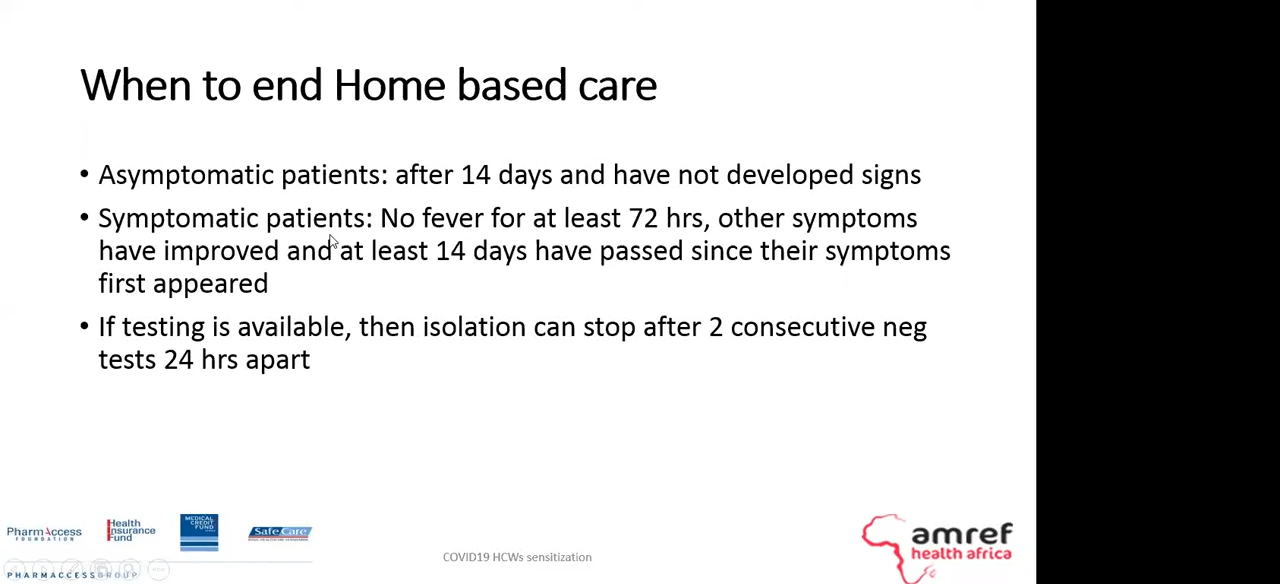 When to end Home based care
• Asymptomatic patients: after 14 days and have not developed signs
• Symptomatic patients: No fever for at least 72 hrs, other symptoms
have improved and at least 14 days have passed since their symptoms
first appeared
• If testing is available, then isolation can stop after 2 consecutive neg
tests 24 hrs apart
PharmAccess
FOUNDATION
Health
Insurance
Fund
MEDICAL
CREDIT
FUND
SafeCare
COVID19 HCWs sensitization
amref
health africa
PHARMACCESSGROUP